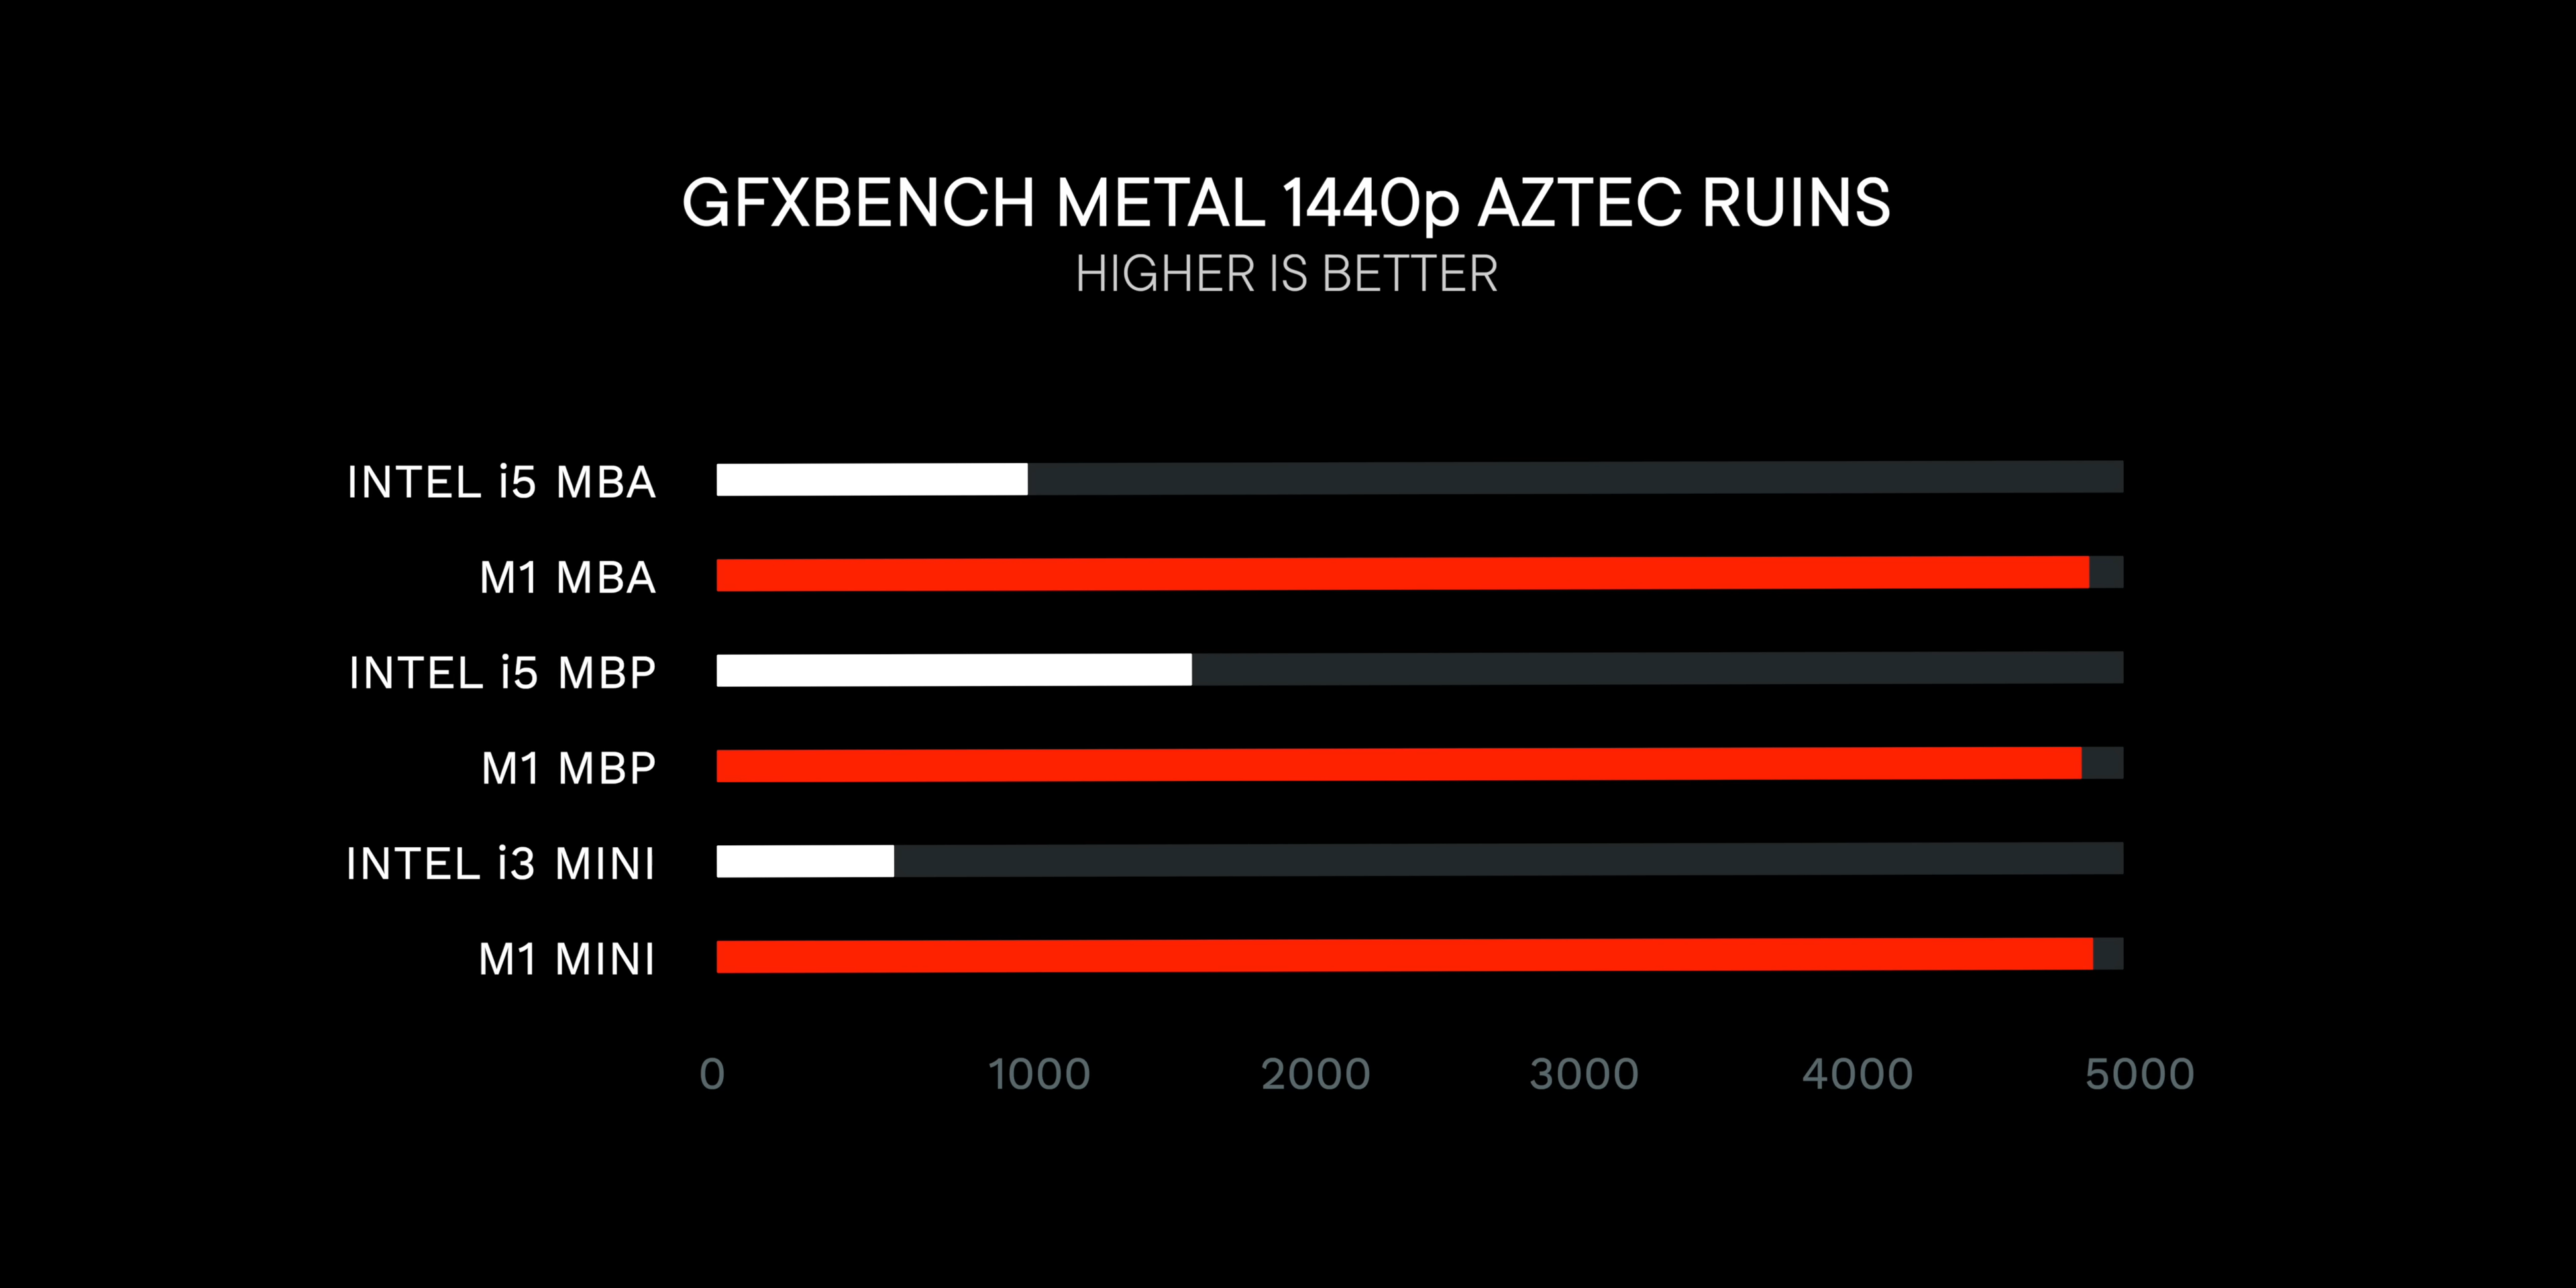 GFXBENCH METAL 1440p AZTEC RUINS
HIGHER IS BETTER
INTEL i5 MBA
M1 MBA
INTEL i5 MBP
M1 MBP
INTEL i3 MINI
M1 MINI
0 1000 2000 3000 4000 5000